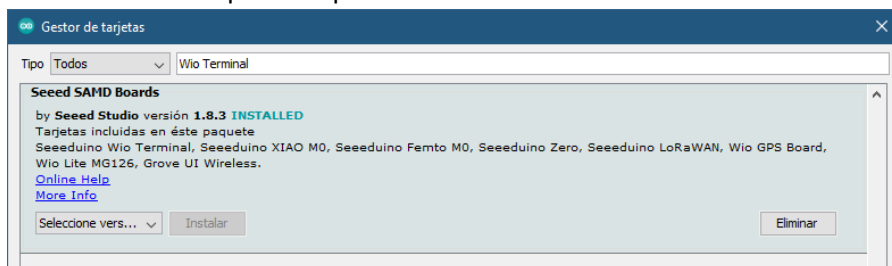 Gestor de tarjetas
Tipo Todos Wio Terminal
Seeed SAMD Boards
by Seeed Studio versión 1.8.3 INSTALLED
Tarjetas incluidas en éste paquete
Seeeduino Wio Terminal, Seeeduino XIAO M0, Seeeduino Femto M0, Seeeduino Zero, Seeeduino LoRaWAN, Wio GPS Board,
Wio Lite MG126, Grove UI Wireless.
Online Help
More Info
Seleccione vers... Instalar Eliminar